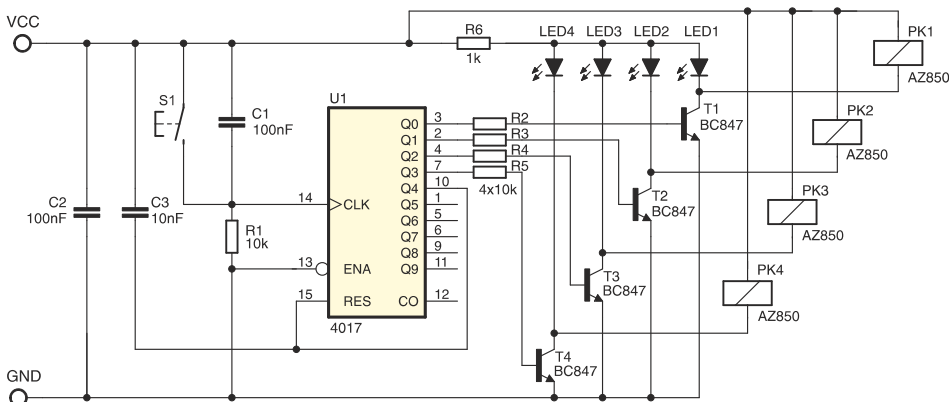 VCC
GND
S1
C1
100nF
C2
100nF
C3
10nF
R1
10k
U1
14
CLK
13
ENA
15
RES
4017
Q0
3
Q1
2
Q2
4
Q3
7
Q4
10
Q5
1
Q6
5
Q7
6
Q8
9
Q9
11
CO
12
R2
R3
R4
R5
4x10k
R6
1k
LED4
LED3
LED2
LED1
T1
BC847
T2
BC847
T3
BC847
T4
BC847
PK1
AZ850
PK2
AZ850
PK3
AZ850
PK4
AZ850